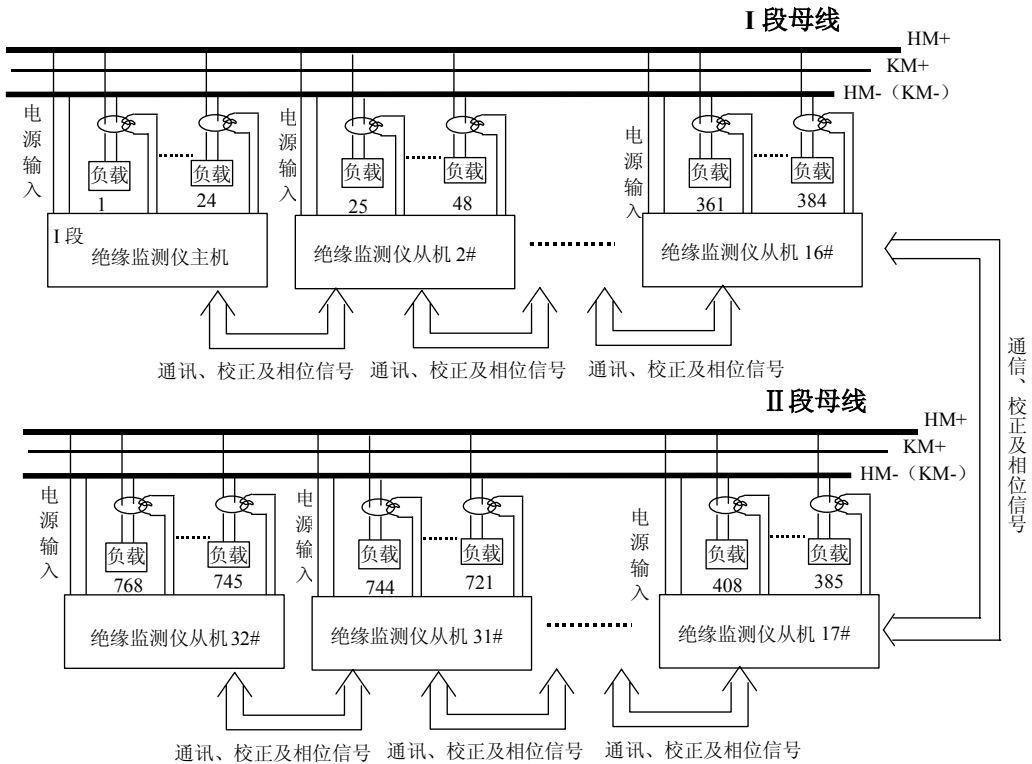 I 段母线
HM+
KM+
HM-（KM-）
电源输入
电源输入
电源输入
负载
负载
负载
负载
负载
负载
1
24
25
48
361
384
I 段
绝缘监测仪主机
绝缘监测仪从机 2#
绝缘监测仪从机 16#
通讯、校正及相位信号
通讯、校正及相位信号
通讯、校正及相位信号
通信、校正及相位信号
Ⅱ段母线
HM+
KM+
HM-（KM-）
电源输入
电源输入
电源输入
负载
负载
负载
负载
负载
负载
768
745
744
721
408
385
绝缘监测仪从机 32#
绝缘监测仪从机 31#
绝缘监测仪从机 17#
通讯、校正及相位信号
通讯、校正及相位信号
通讯、校正及相位信号